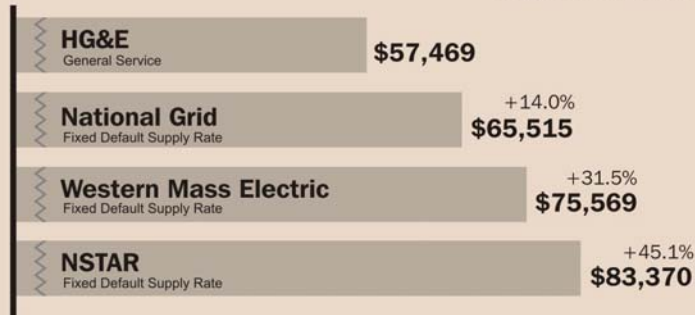 HG&E
General Service
$57,469
National Grid
Fixed Default Supply Rate
+14.0%
$65,515
Western Mass Electric
Fixed Default Supply Rate
+31.5%
$75,569
NSTAR
Fixed Default Supply Rate
+45.1%
$83,370